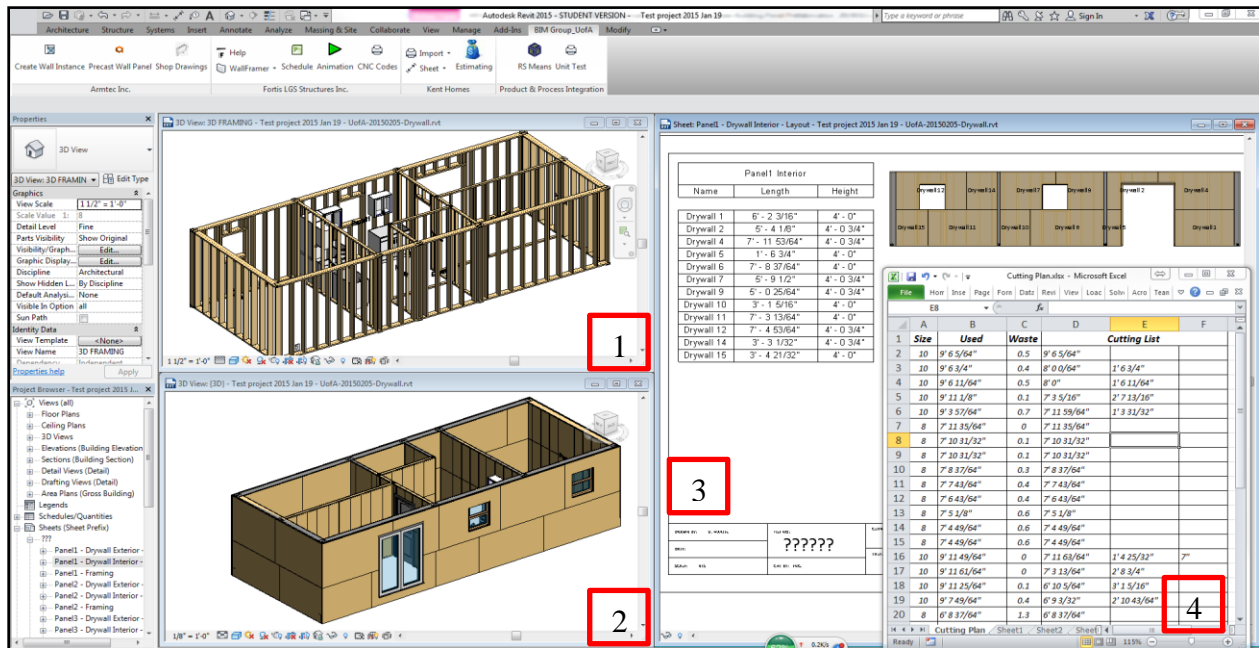 Autodesk Revit 2015 - STUDENT VERSION - Test project 2015 Jan 19 -
Type a keyword or phrase
Sign In
Architecture Structure Systems Insert Annotate Analyze Massing & Site Collaborate View Manage Add-Ins BIM Group_UofA Modify
Create Wall Instance Precast Wall Panel Shop Drawings
Help
WallFramer Schedule Animation CNC Codes
Import
Sheet Estimating
RS Means Unit Test
Armtec Inc. Fortis LGS Structures Inc. Kent Homes Product & Process Integration
Properties
3D View
3D View: 3D FRAMIN Edit Type
Graphics
View Scale 1 1/2" = 1'-0"
Scale Value 1: 8
Detail Level Fine
Parts Visibility Show Original
Visibility/Graph... Edit...
Graphic Display... Edit...
Discipline Architectural
Show Hidden L... By Discipline
Default Analysi... None
Visible In Option all
Sun Path
Identity Data
View Template <None>
View Name 3D FRAMING
Dependency Independent
Properties help Apply
Project Browser - Test project 2015 J...
Views (all)
Floor Plans
Ceiling Plans
3D Views
Elevations (Building Elevation
Sections (Building Section)
Detail Views (Detail)
Drafting Views (Detail)
Area Plans (Gross Building)
Legends
Schedules/Quantities
Sheets (Sheet Prefix)
???
Panel1 - Drywall Exterior -
Panel1 - Drywall Interior -
Panel1 - Framing
Panel2 - Drywall Exterior -
Panel2 - Drywall Interior -
Panel2 - Framing
Panel3 - Drywall Exterior -
Panel3 - Drywall Interior -
3D View: 3D FRAMING - Test project 2015 Jan 19 - UofA-20150205-Drywall.rvt
1 1/2" = 1'-0"
1
3D View: {3D} - Test project 2015 Jan 19 - UofA-20150205-Drywall.rvt
1/8" = 1'-0"
2
Sheet: Panel1 - Drywall Interior - Layout - Test project 2015 Jan 19 - UofA-20150205-Drywall.rvt
Panel1 Interior
Name Length Height
Drywall 1 6' - 2 3/16" 4' - 0"
Drywall 2 5' - 4 1/8" 4' - 0 3/4"
Drywall 4 7' - 11 53/64" 4' - 0 3/4"
Drywall 5 1' - 6 3/4" 4' - 0"
Drywall 6 7' - 8 37/64" 4' - 0"
Drywall 7 5' - 9 1/2" 4' - 0 3/4"
Drywall 9 5' - 0 25/64" 4' - 0 3/4"
Drywall 10 3' - 1 5/16" 4' - 0"
Drywall 11 7' - 3 13/64" 4' - 0"
Drywall 12 7' - 4 53/64" 4' - 0 3/4"
Drywall 14 3' - 3 1/32" 4' - 0 3/4"
Drywall 15 3' - 4 21/32" 4' - 0"
Drywall12 Drywall14 Drywall7 Drywall9 Drywall2 Drywall4
Drywall15 Drywall11 Drywall10 Drywall6 Drywall5 Drywall1
3
??????
0.2K/s
Cutting Plan.xlsx - Microsoft Excel
File Hom Inse Page Form Data Revi View Loac Solv Acro Tean
E8 fx
A B C D E F
1 Size Used Waste Cutting List
2 10 9' 6 5/64" 0.5 9' 6 5/64"
3 10 9' 6 3/4" 0.4 8' 0 0/64" 1' 6 3/4"
4 10 9' 6 11/64" 0.5 8' 0" 1' 6 11/64"
5 10 9' 11 1/8" 0.1 7' 3 5/16" 2' 7 13/16"
6 10 9' 3 57/64" 0.7 7' 11 59/64" 1' 3 31/32"
7 8 7' 11 35/64" 0 7' 11 35/64"
8 8 7' 10 31/32" 0.1 7' 10 31/32"
9 8 7' 10 31/32" 0.1 7' 10 31/32"
10 8 7' 8 37/64" 0.3 7' 8 37/64"
11 8 7' 7 43/64" 0.4 7' 7 43/64"
12 8 7' 6 43/64" 0.4 7' 6 43/64"
13 8 7' 5 1/8" 0.6 7' 5 1/8"
14 8 7' 4 49/64" 0.6 7' 4 49/64"
15 8 7' 4 49/64" 0.6 7' 4 49/64"
16 10 9' 11 49/64" 0 7' 11 63/64" 1' 4 25/32" 7"
17 10 9' 11 61/64" 0 7' 3 13/64" 2' 8 3/4"
18 10 9' 11 25/64" 0.1 6' 10 5/64" 3' 1 5/16"
19 10 9' 7 49/64" 0.4 6' 9 3/32" 2' 10 43/64"
20 8 6' 8 37/64" 1.3 6' 8 37/64"
4
Cutting Plan Sheet1 Sheet2 Sheet
Ready 115%